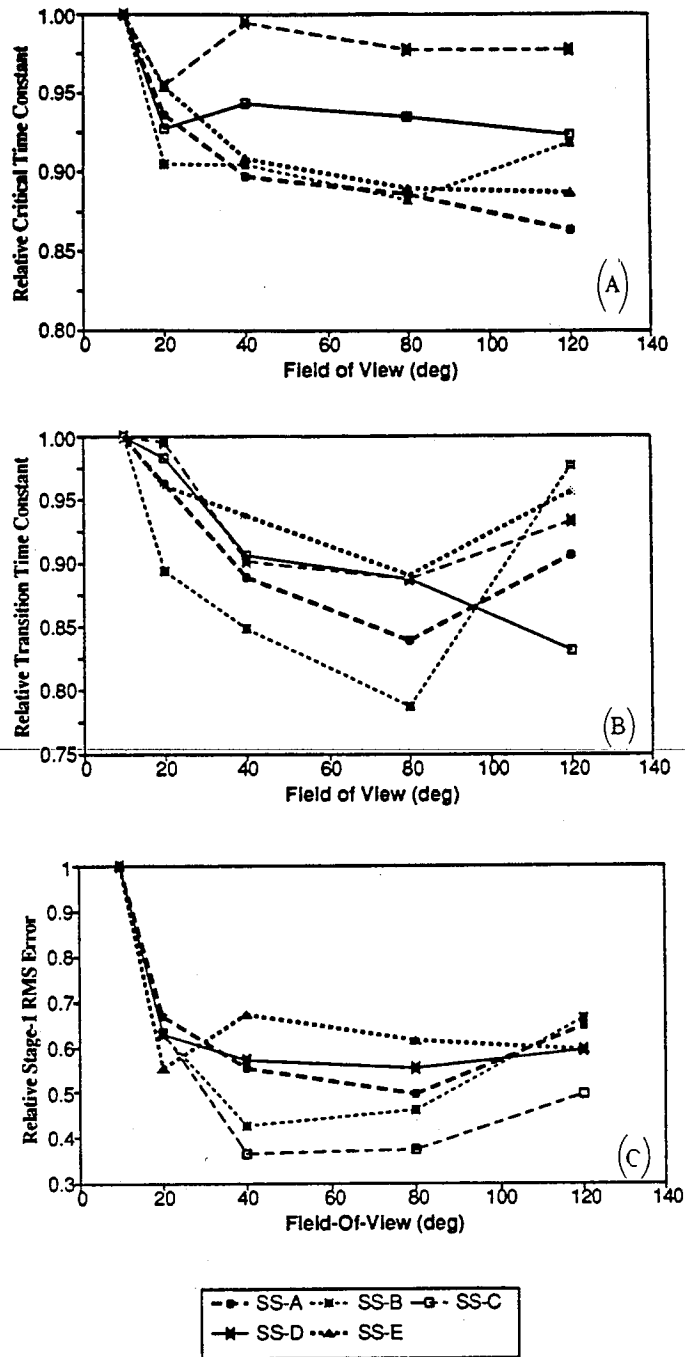 1.00
0.95
0.90
0.85
0.80
Relative Critical Time Constant
0 20 40 60 80 100 120 140
Field of View (deg)
(A)
1.00
0.95
0.90
0.85
0.80
0.75
Relative Transition Time Constant
0 20 40 60 80 100 120 140
Field of View (deg)
(B)
1
0.9
0.8
0.7
0.6
0.5
0.4
0.3
Relative Stage-1 RMS Error
0 20 40 60 80 100 120 140
Field-Of-View (deg)
(C)
SS-A SS-B SS-C
SS-D SS-E